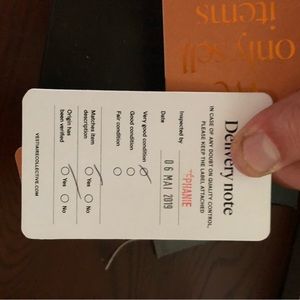 Delivery note
IN CASE OF ANY DOUBT ON QUALITY CONTROL,
PLEASE KEEP THE LABEL ATTACHED
Inspected by
Date 06 MAI 2019
Very good condition
Good condition
Fair condition
Matches item
description
Yes No
Origin has
been verified
Yes No
VESTIAIRECOLLECTIVE.COM
only sell
items